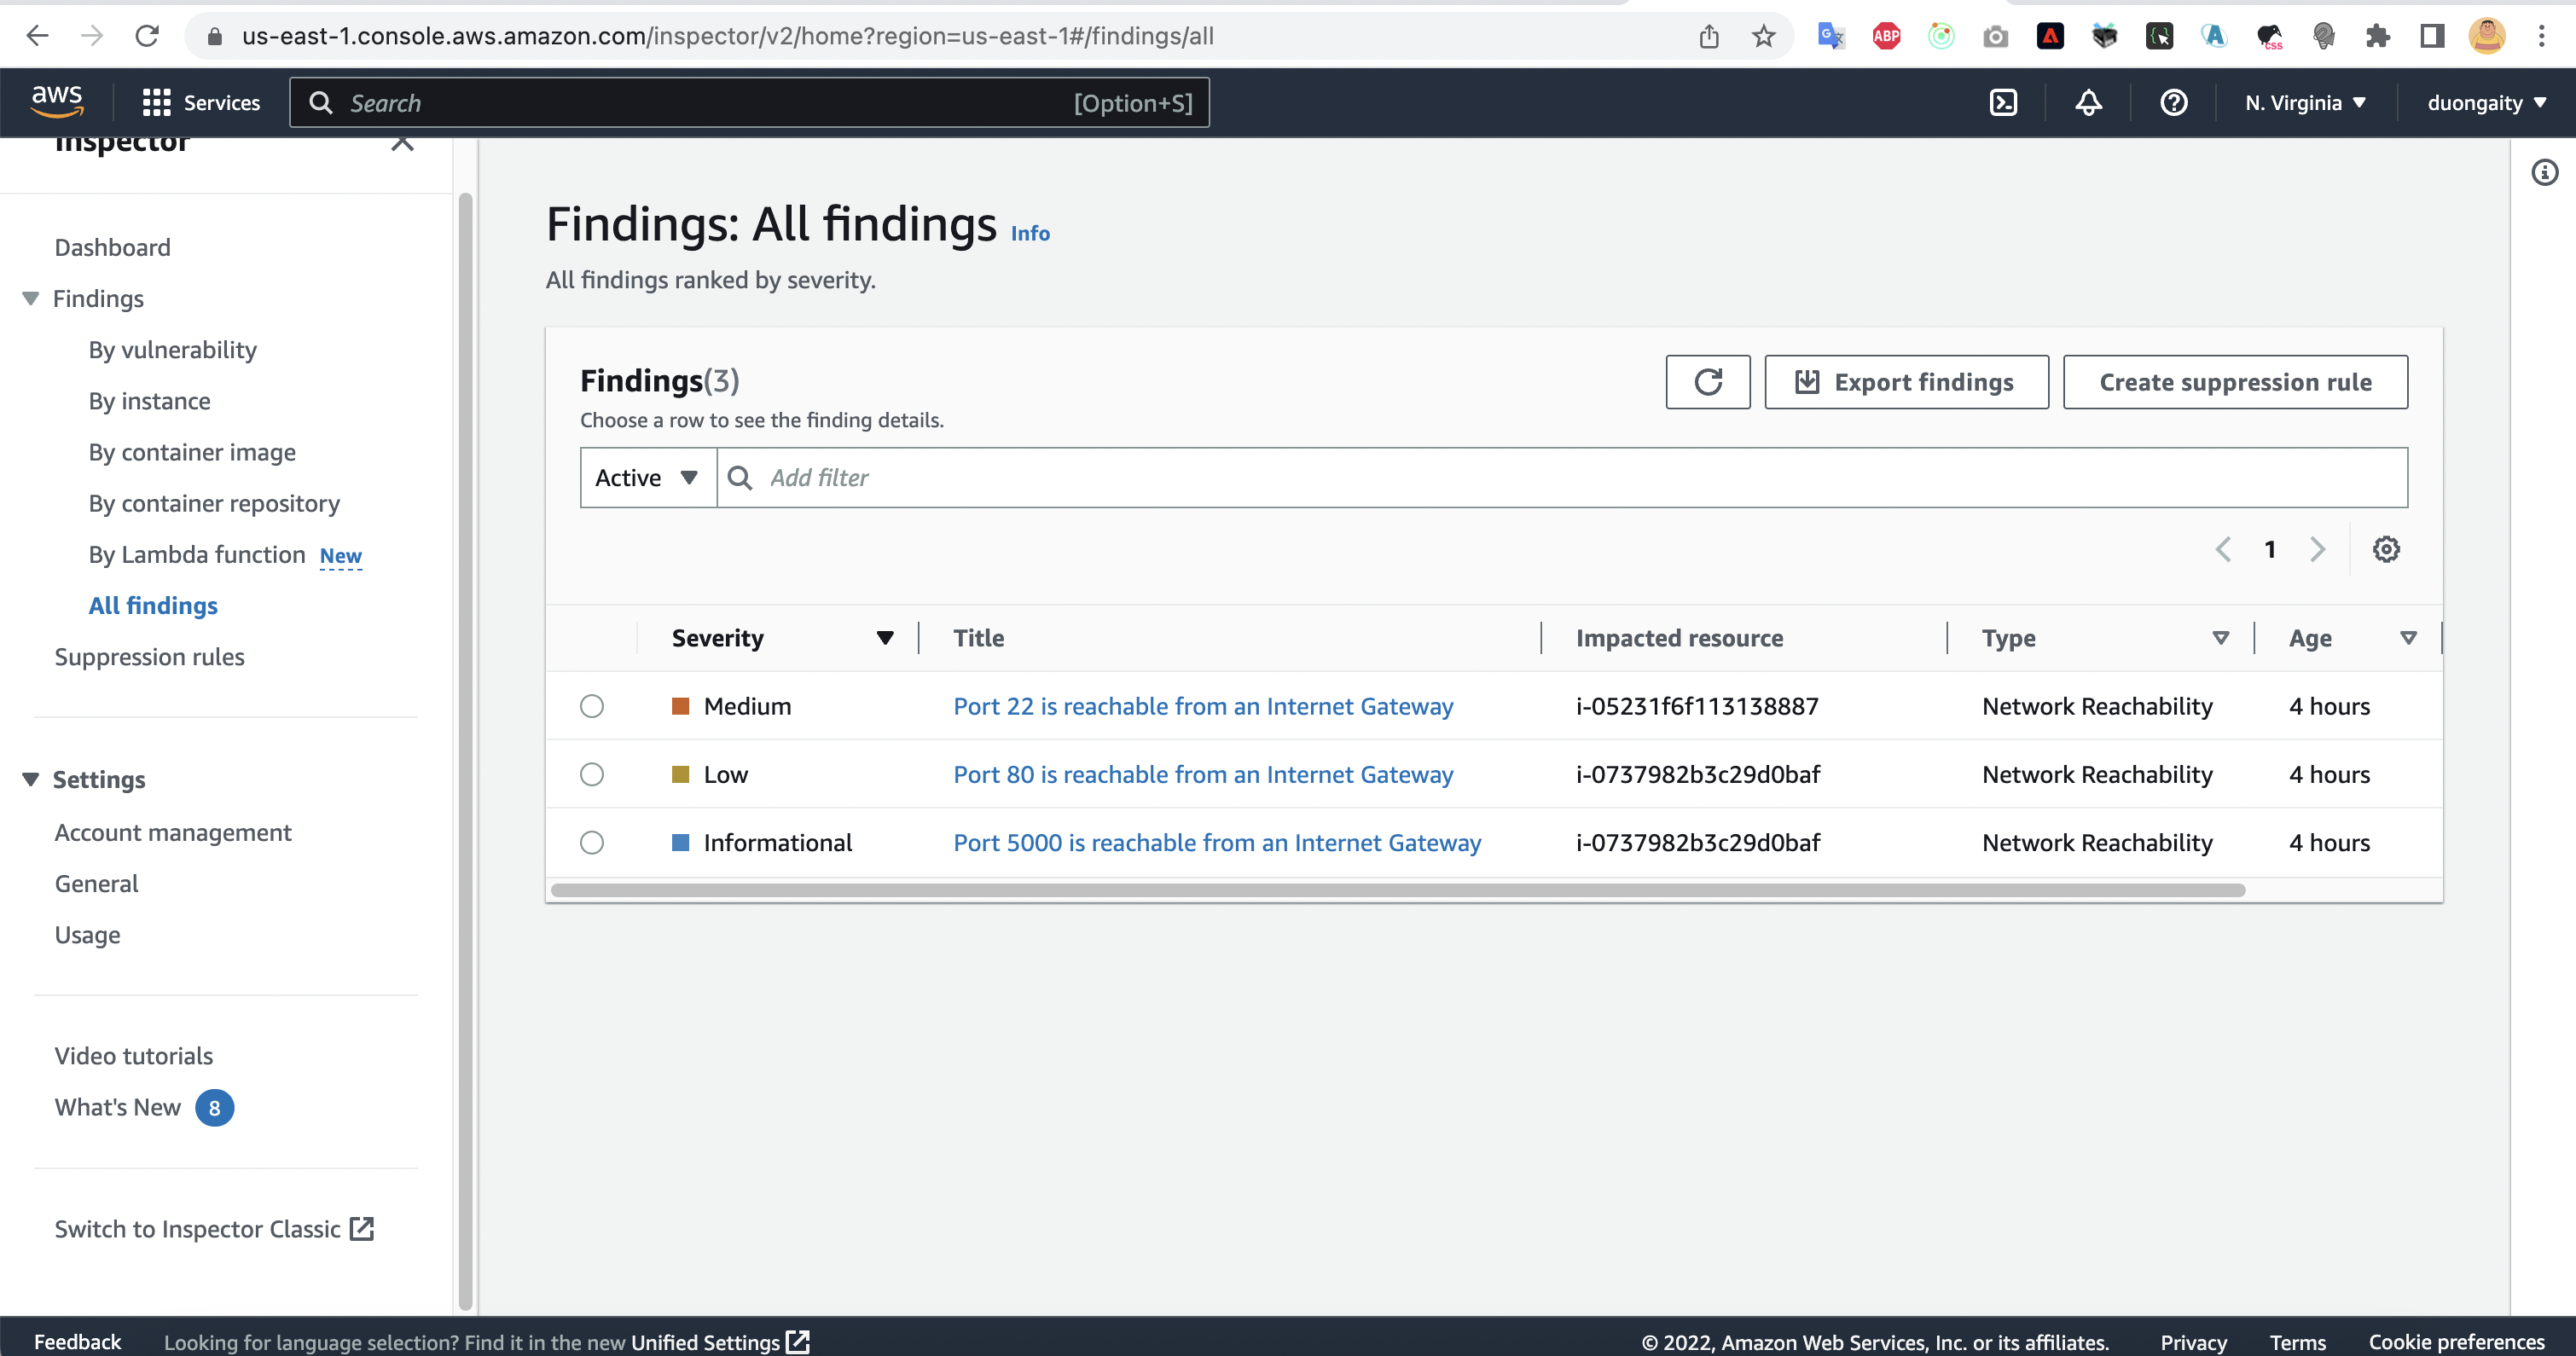 us-east-1.console.aws.amazon.com/inspector/v2/home?region=us-east-1#/findings/all
ABP
css
aws
Services
Search
[Option+S]
N. Virginia
duongaity
Inspector
Dashboard
Findings
By vulnerability
By instance
By container image
By container repository
By Lambda function New
All findings
Suppression rules
Settings
Account management
General
Usage
Video tutorials
What's New 8
Switch to Inspector Classic
Findings: All findings Info
All findings ranked by severity.
Findings(3)
Choose a row to see the finding details.
Export findings
Create suppression rule
Active
Add filter
1
Severity Title Impacted resource Type Age
Medium Port 22 is reachable from an Internet Gateway i-05231f6f113138887 Network Reachability 4 hours
Low Port 80 is reachable from an Internet Gateway i-0737982b3c29d0baf Network Reachability 4 hours
Informational Port 5000 is reachable from an Internet Gateway i-0737982b3c29d0baf Network Reachability 4 hours
Feedback Looking for language selection? Find it in the new Unified Settings © 2022, Amazon Web Services, Inc. or its affiliates. Privacy Terms Cookie preferences